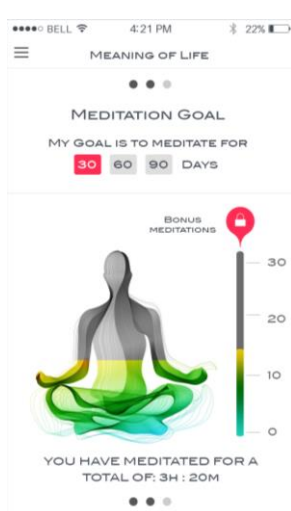 BELL 4:21 PM 22%
MEANING OF LIFE
MEDITATION GOAL
MY GOAL IS TO MEDITATE FOR
30 60 90 DAYS
BONUS
MEDITATIONS
30
20
10
0
YOU HAVE MEDITATED FOR A
TOTAL OF: 3H : 20M